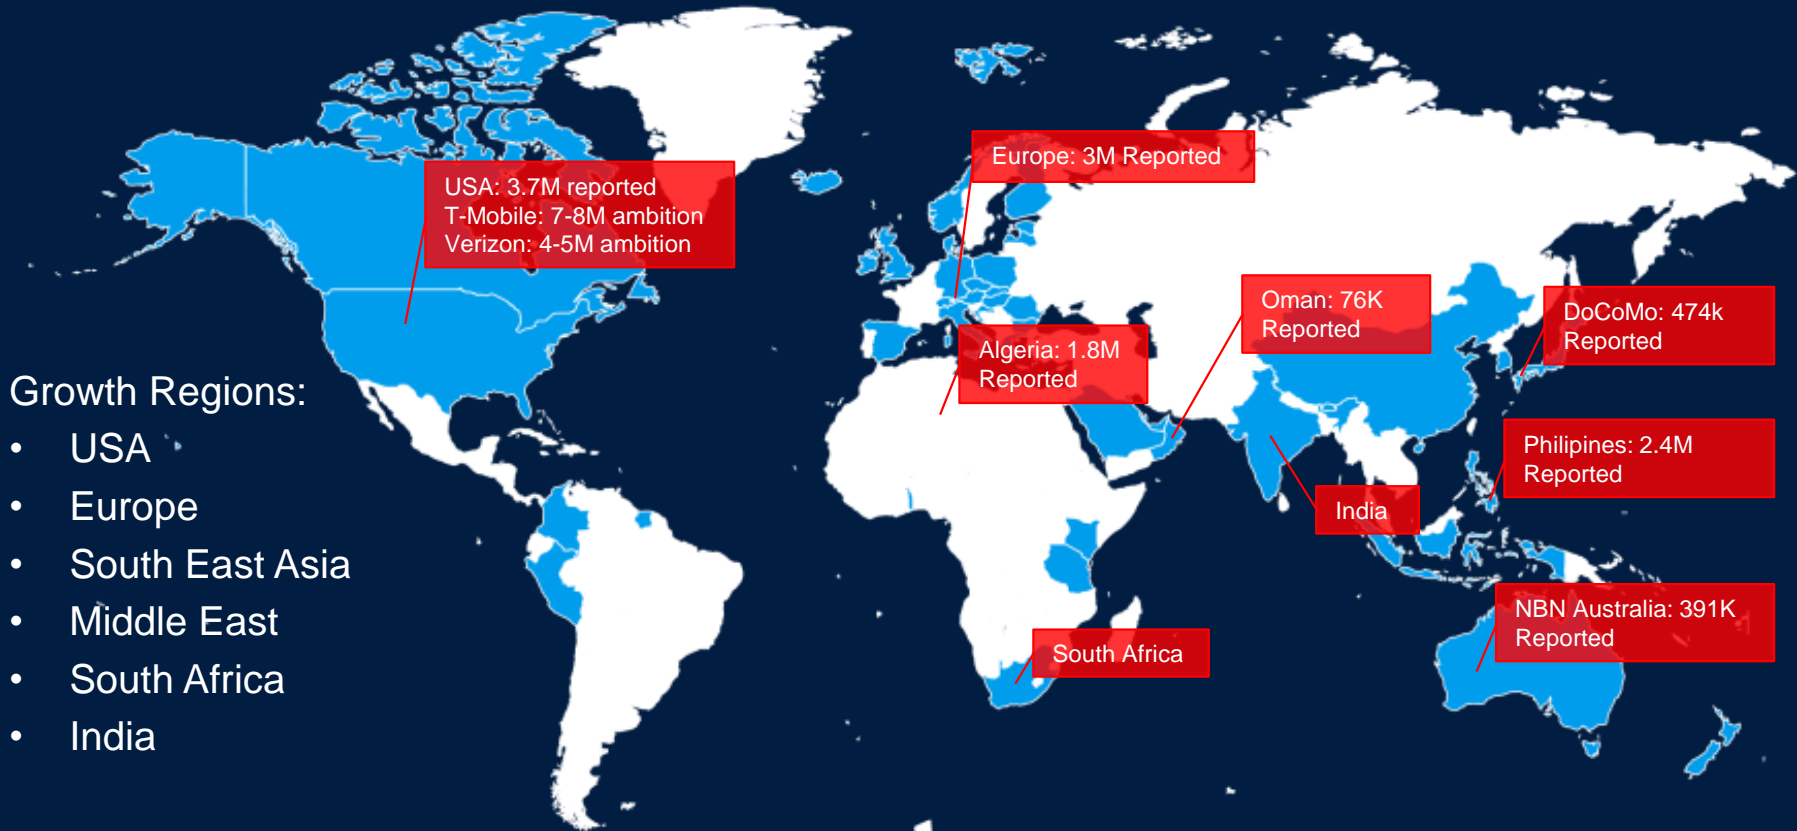 Europe: 3M Reported
USA: 3.7M reported
T-Mobile: 7-8M ambition
Verizon: 4-5M ambition
Oman: 76K
Reported
DoCoMo: 474k
Reported
Algeria: 1.8M
Reported
Growth Regions:
• USA
• Europe
• South East Asia
• Middle East
• South Africa
• India
Philipines: 2.4M
Reported
India
NBN Australia: 391K
Reported
South Africa